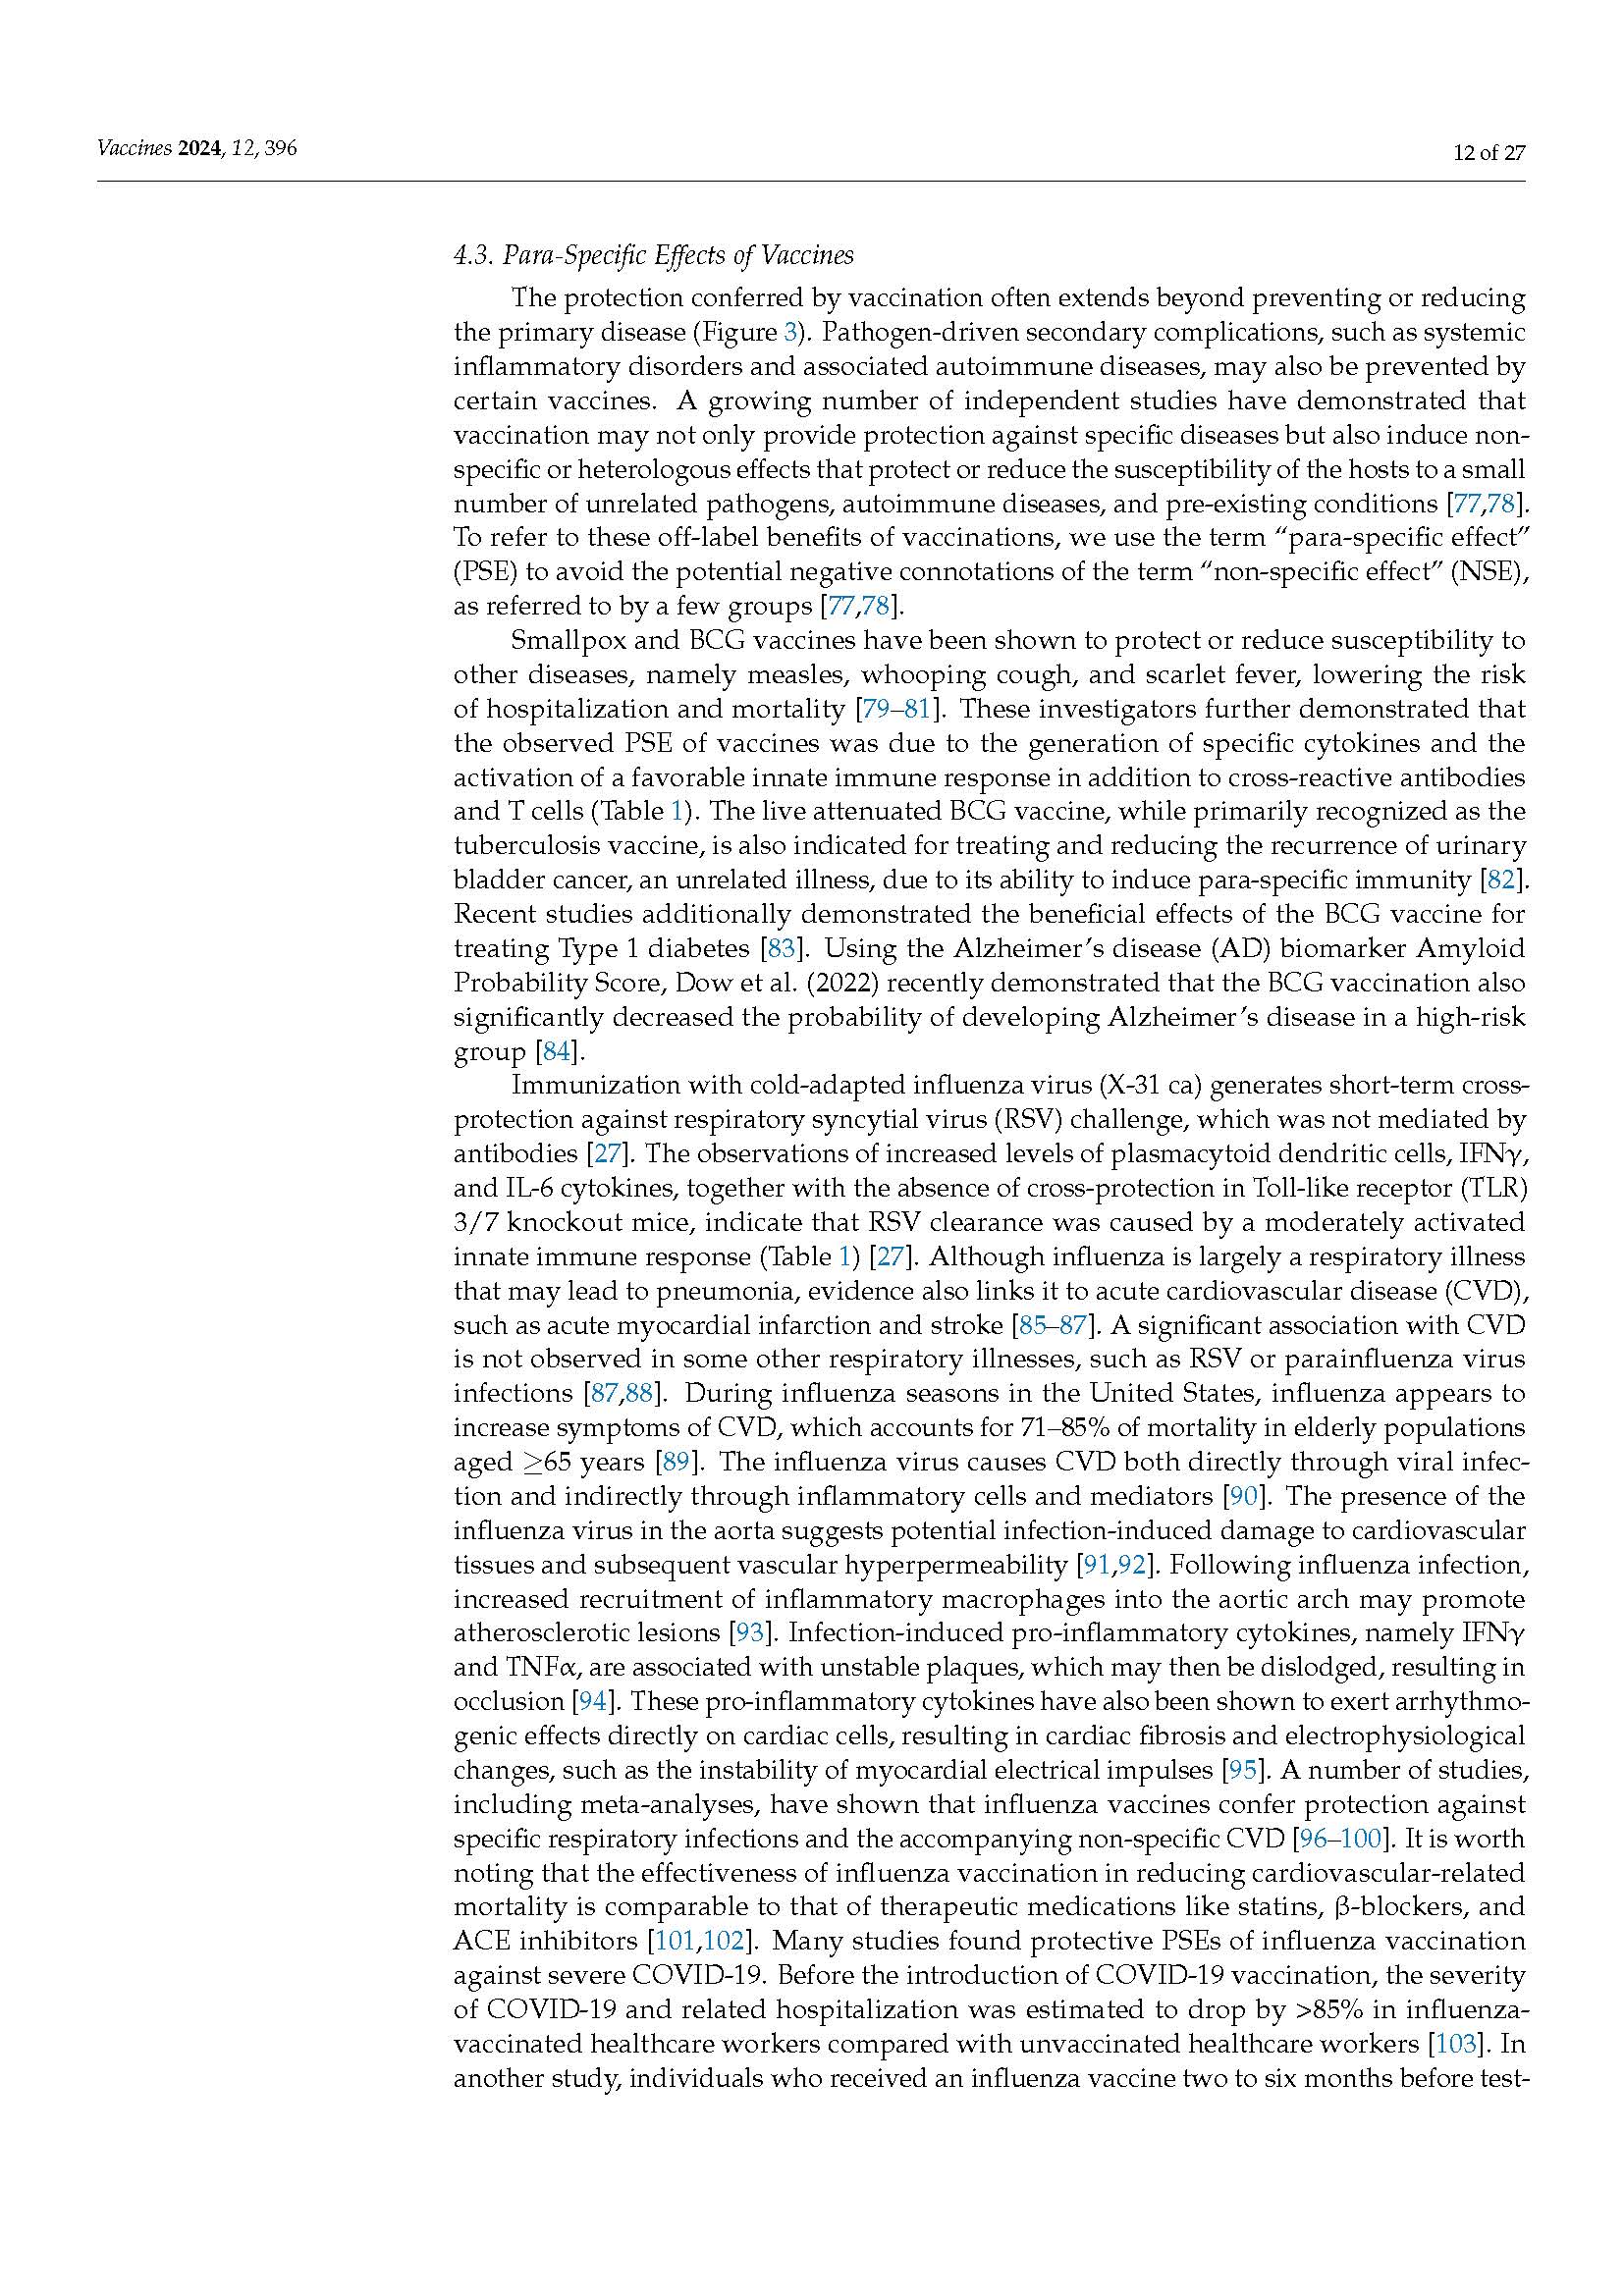 Vaccines 2024, 12, 396
12 of 27
4.3. Para-Specific Effects of Vaccines
The protection conferred by vaccination often extends beyond preventing or reducing
the primary disease (Figure 3). Pathogen-driven secondary complications, such as systemic
inflammatory disorders and associated autoimmune diseases, may also be prevented by
certain vaccines. A growing number of independent studies have demonstrated that
vaccination may not only provide protection against specific diseases but also induce non-
specific or heterologous effects that protect or reduce the susceptibility of the hosts to a small
number of unrelated pathogens, autoimmune diseases, and pre-existing conditions [77,78].
To refer to these off-label benefits of vaccinations, we use the term “para-specific effect”
(PSE) to avoid the potential negative connotations of the term “non-specific effect” (NSE),
as referred to by a few groups [77,78].
Smallpox and BCG vaccines have been shown to protect or reduce susceptibility to
other diseases, namely measles, whooping cough, and scarlet fever, lowering the risk
of hospitalization and mortality [79–81]. These investigators further demonstrated that
the observed PSE of vaccines was due to the generation of specific cytokines and the
activation of a favorable innate immune response in addition to cross-reactive antibodies
and T cells (Table 1). The live attenuated BCG vaccine, while primarily recognized as the
tuberculosis vaccine, is also indicated for treating and reducing the recurrence of urinary
bladder cancer, an unrelated illness, due to its ability to induce para-specific immunity [82].
Recent studies additionally demonstrated the beneficial effects of the BCG vaccine for
treating Type 1 diabetes [83]. Using the Alzheimer’s disease (AD) biomarker Amyloid
Probability Score, Dow et al. (2022) recently demonstrated that the BCG vaccination also
significantly decreased the probability of developing Alzheimer’s disease in a high-risk
group [84].
Immunization with cold-adapted influenza virus (X-31 ca) generates short-term cross-
protection against respiratory syncytial virus (RSV) challenge, which was not mediated by
antibodies [27]. The observations of increased levels of plasmacytoid dendritic cells, IFNγ,
and IL-6 cytokines, together with the absence of cross-protection in Toll-like receptor (TLR)
3/7 knockout mice, indicate that RSV clearance was caused by a moderately activated
innate immune response (Table 1) [27]. Although influenza is largely a respiratory illness
that may lead to pneumonia, evidence also links it to acute cardiovascular disease (CVD),
such as acute myocardial infarction and stroke [85–87]. A significant association with CVD
is not observed in some other respiratory illnesses, such as RSV or parainfluenza virus
infections [87,88]. During influenza seasons in the United States, influenza appears to
increase symptoms of CVD, which accounts for 71–85% of mortality in elderly populations
aged ≥65 years [89]. The influenza virus causes CVD both directly through viral infec-
tion and indirectly through inflammatory cells and mediators [90]. The presence of the
influenza virus in the aorta suggests potential infection-induced damage to cardiovascular
tissues and subsequent vascular hyperpermeability [91,92]. Following influenza infection,
increased recruitment of inflammatory macrophages into the aortic arch may promote
atherosclerotic lesions [93]. Infection-induced pro-inflammatory cytokines, namely IFNγ
and TNFα, are associated with unstable plaques, which may then be dislodged, resulting in
occlusion [94]. These pro-inflammatory cytokines have also been shown to exert arrhythmo-
genic effects directly on cardiac cells, resulting in cardiac fibrosis and electrophysiological
changes, such as the instability of myocardial electrical impulses [95]. A number of studies,
including meta-analyses, have shown that influenza vaccines confer protection against
specific respiratory infections and the accompanying non-specific CVD [96–100]. It is worth
noting that the effectiveness of influenza vaccination in reducing cardiovascular-related
mortality is comparable to that of therapeutic medications like statins, β-blockers, and
ACE inhibitors [101,102]. Many studies found protective PSEs of influenza vaccination
against severe COVID-19. Before the introduction of COVID-19 vaccination, the severity
of COVID-19 and related hospitalization was estimated to drop by >85% in influenza-
vaccinated healthcare workers compared with unvaccinated healthcare workers [103]. In
another study, individuals who received an influenza vaccine two to six months before test-